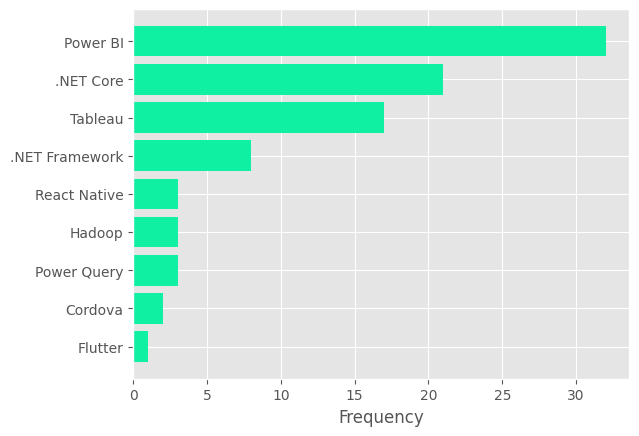 Power BI
.NET Core
Tableau
.NET Framework
React Native
Hadoop
Power Query
Cordova
Flutter
0 5 10 15 20 25 30
Frequency